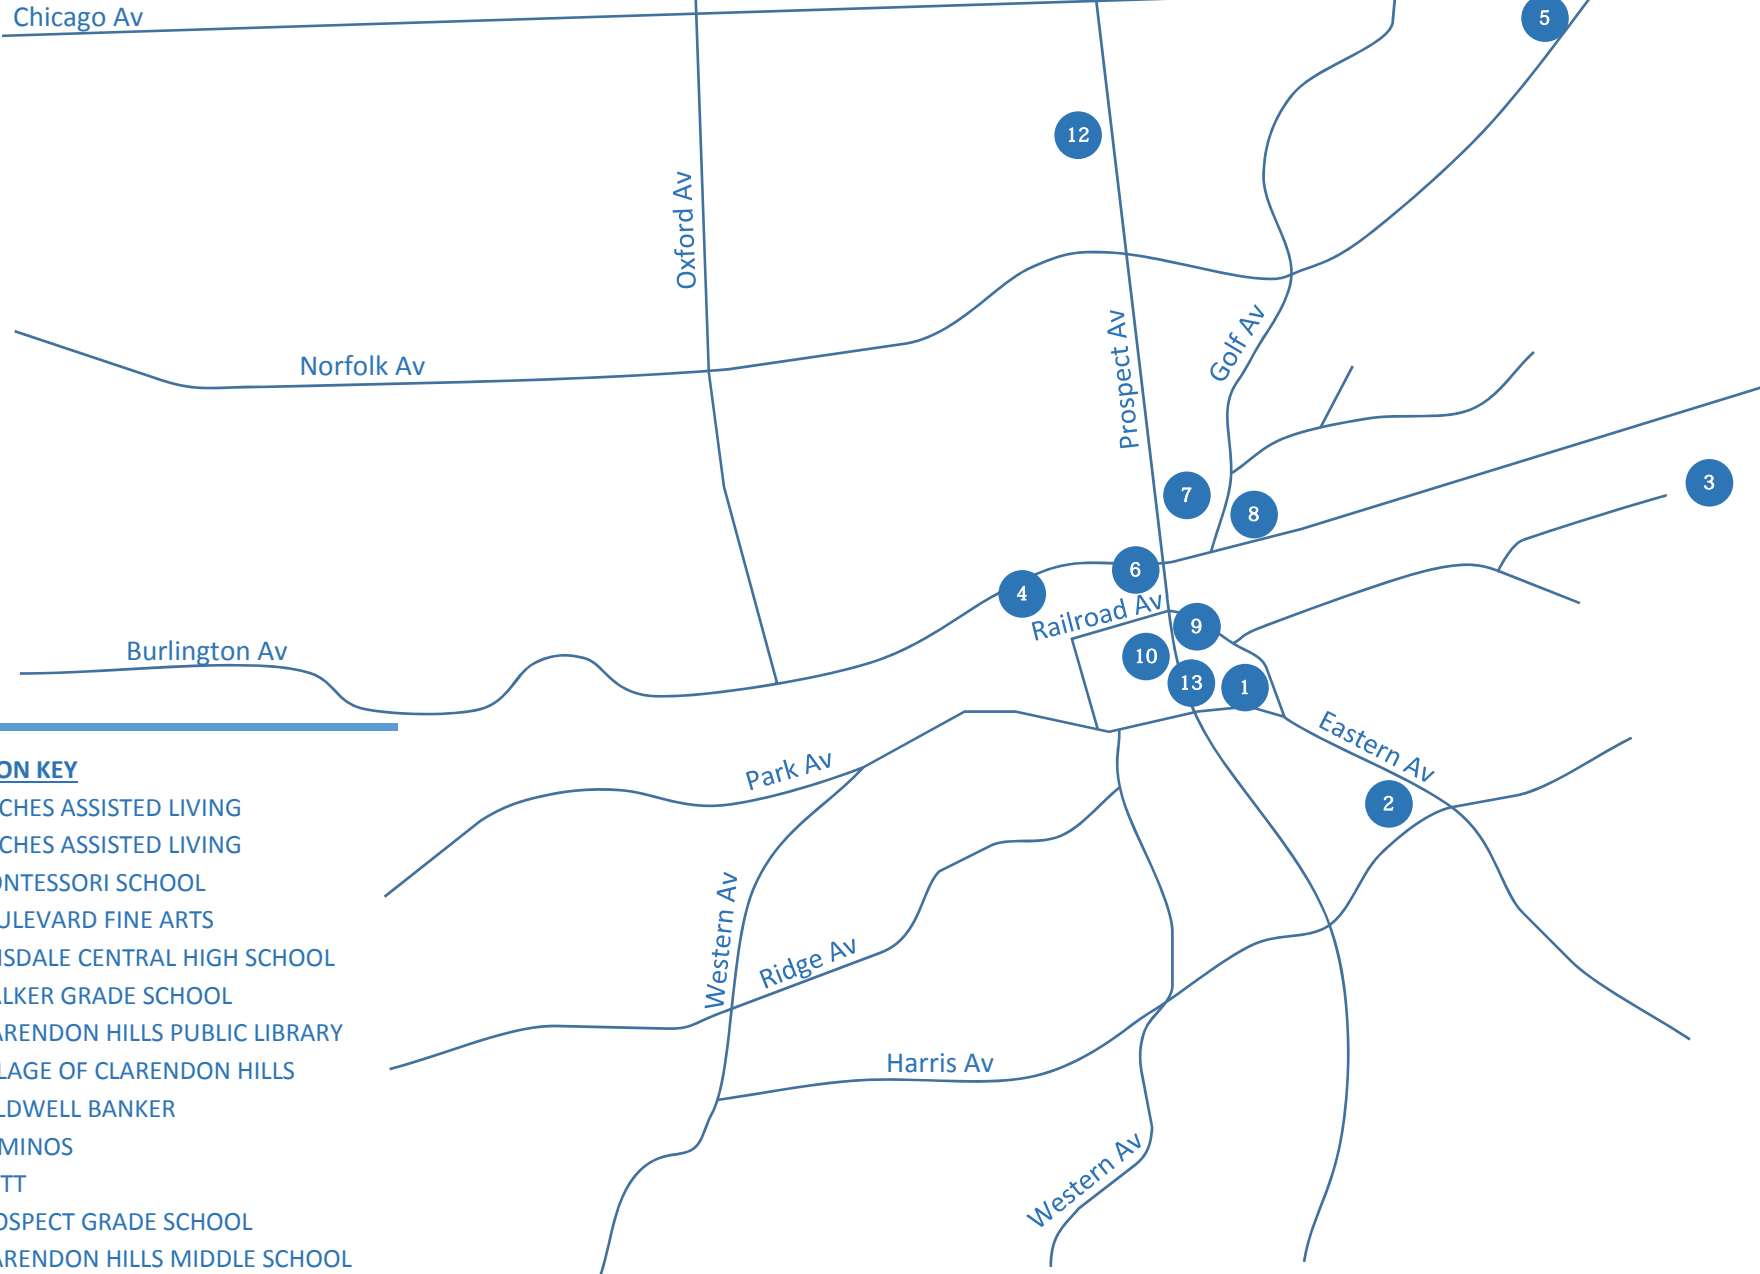 Chicago Av
5
12
Oxford Av
Prospect Av
Golf Av
Norfolk Av
7
8
3
6
4
Railroad Av
9
10
13
1
Burlington Av
Eastern Av
Park Av
2
Western Av
Ridge Av
Harris Av
Western Av
ON KEY
CHES ASSISTED LIVING
CHES ASSISTED LIVING
ONTESSORI SCHOOL
ULEVARD FINE ARTS
NSDALE CENTRAL HIGH SCHOOL
ALKER GRADE SCHOOL
ARENDON HILLS PUBLIC LIBRARY
LAGE OF CLARENDON HILLS
LDWELL BANKER
MINOS
TT
OSPECT GRADE SCHOOL
ARENDON HILLS MIDDLE SCHOOL